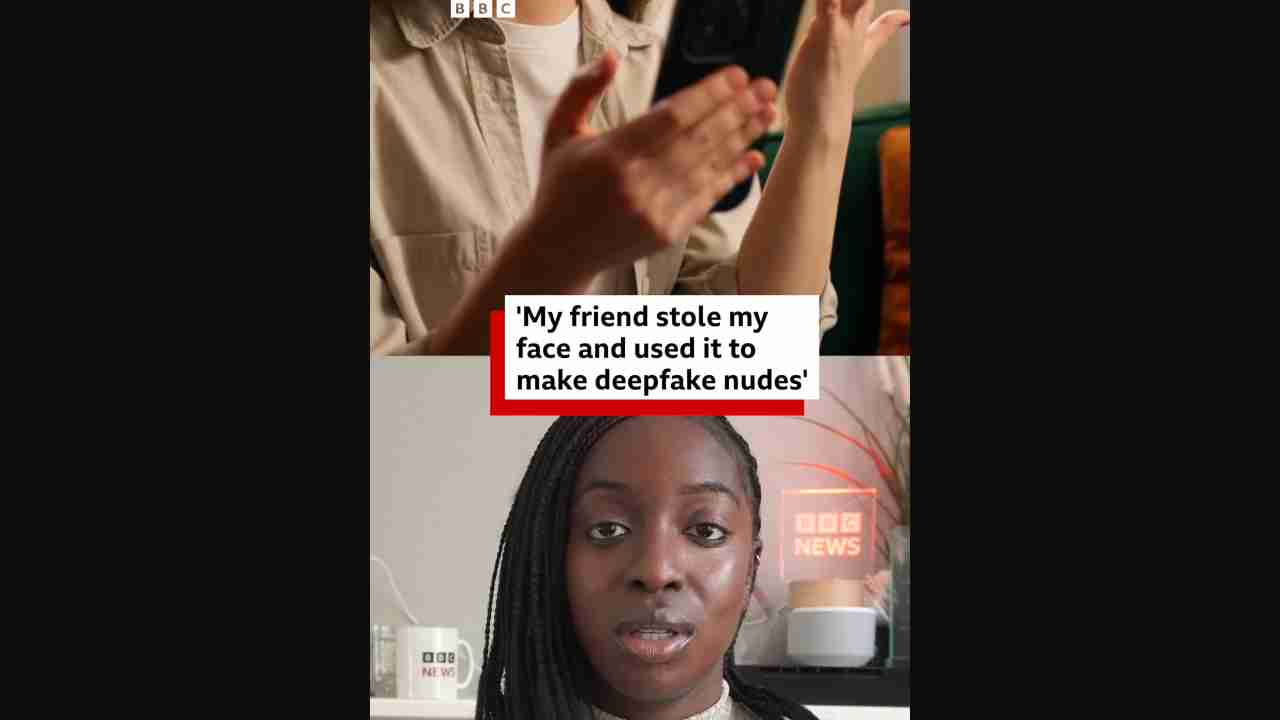 BBC
'My friend stole my
face and used it to
make deepfake nudes'
BBC
NEWS
BBC
NEWS